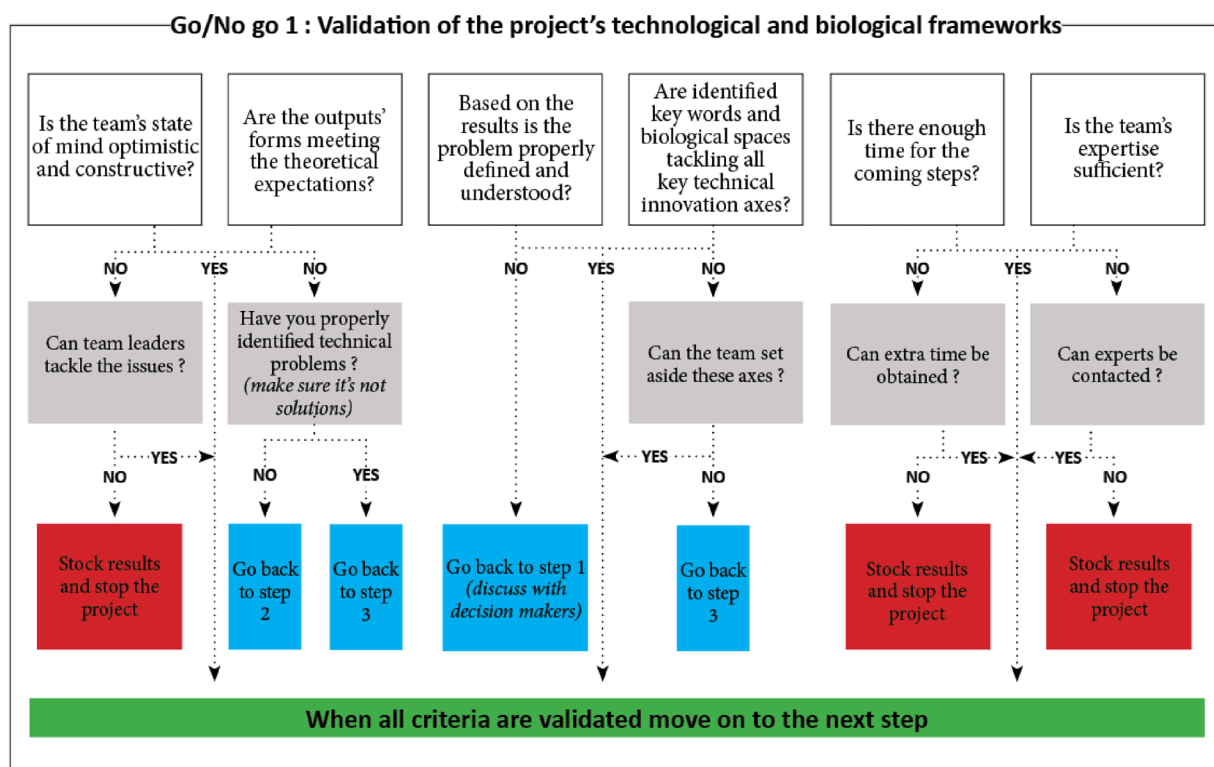 Go/No go 1 : Validation of the project's technological and biological frameworks
Is the team's state
of mind optimistic
and constructive?
Are the outputs'
forms meeting
the theoretical
expectations?
Based on the
results is the
problem properly
defined and
understood?
Are identified
key words and
biological spaces
tackling all
key technical
innovation axes?
Is there enough
time for the
coming steps?
Is the team's
expertise
sufficient?
NO
YES
NO
NO
YES
NO
NO
YES
NO
Can team leaders
tackle the issues ?
Have you properly
identified technical
problems ?
(make sure it's not
solutions)
Can the team set
aside these axes ?
Can extra time be
obtained ?
Can experts be
contacted ?
YES
NO
NO
YES
YES
NO
YES
NO
YES
NO
Stock results
and stop the
project
Go back
to step
2
Go back
to step
3
Go back to step 1
(discuss with
decision makers)
Go back
to step
3
Stock results
and stop the
project
Stock results
and stop the
project
When all criteria are validated move on to the next step